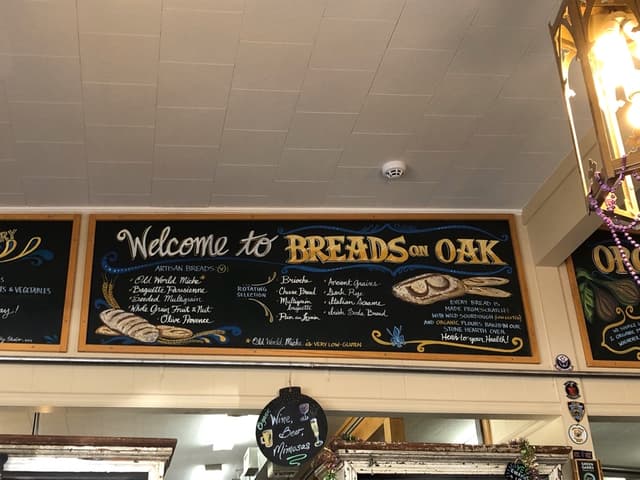 Welcome to BREADS ON OAK
ARTISAN BREADS:
• Old World Miche*
• Baguette Parisienne
• Seeded Multigrain
• Whole Grain Fruit & Nut
• Olive Provence
ROTATING
SELECTION
• Brioche
• Cheese Bread
• Multigrain
baguette
• Pain au Levain
• Ancient Grains
• Dark Rye
• Italian Sesame
• Irish Soda Bread
* Old World Miche is VERY LOW-GLUTEN
EVERY BREAD IS
MADE FROM SCRATCH!
WITH WILD SOURDOUGH
AND ORGANIC FLOURS BAKED IN OUR
STONE HEARTH OVEN.
Here's to your Health!
S & VEGETABLES
Wine,
Beer,
Mimosas